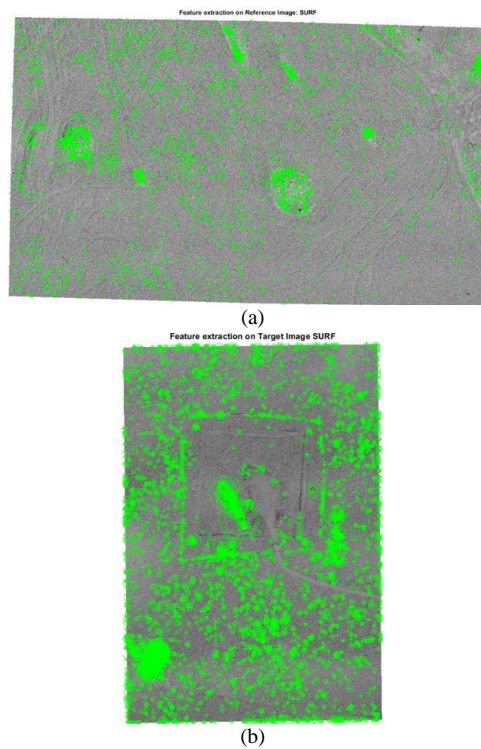 Feature extraction on Reference Image: SURF
(a)
Feature extraction on Target Image SURF
(b)